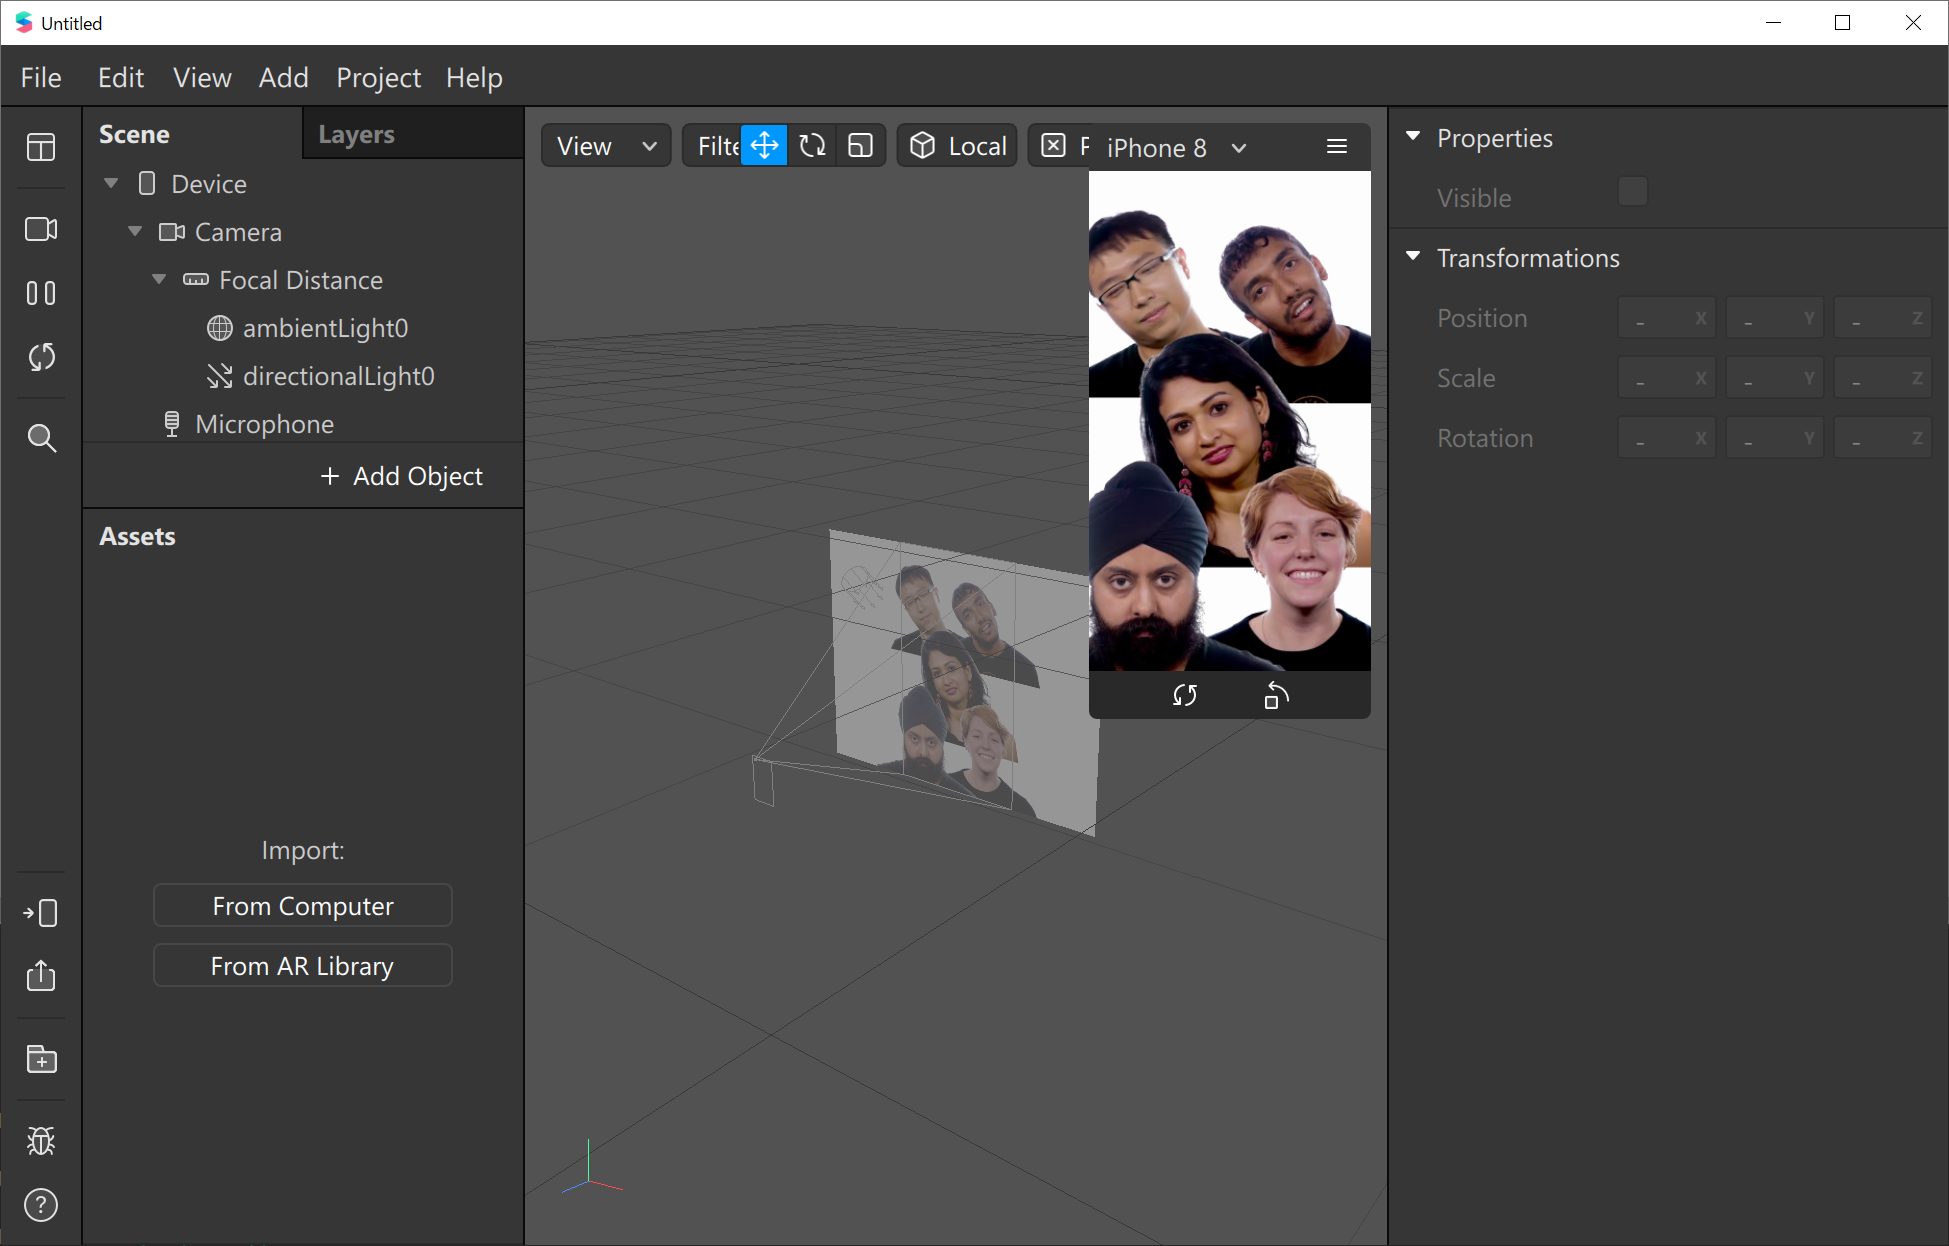 Untitled
File Edit View Add Project Help
Scene Layers
Device
Camera
Focal Distance
ambientLight0
directionalLight0
Microphone
+ Add Object
Assets
Import:
From Computer
From AR Library
View Filte Local P
iPhone 8
Properties
Visible
Transformations
Position - X - Y - Z
Scale - X - Y - Z
Rotation - X - Y - Z
?